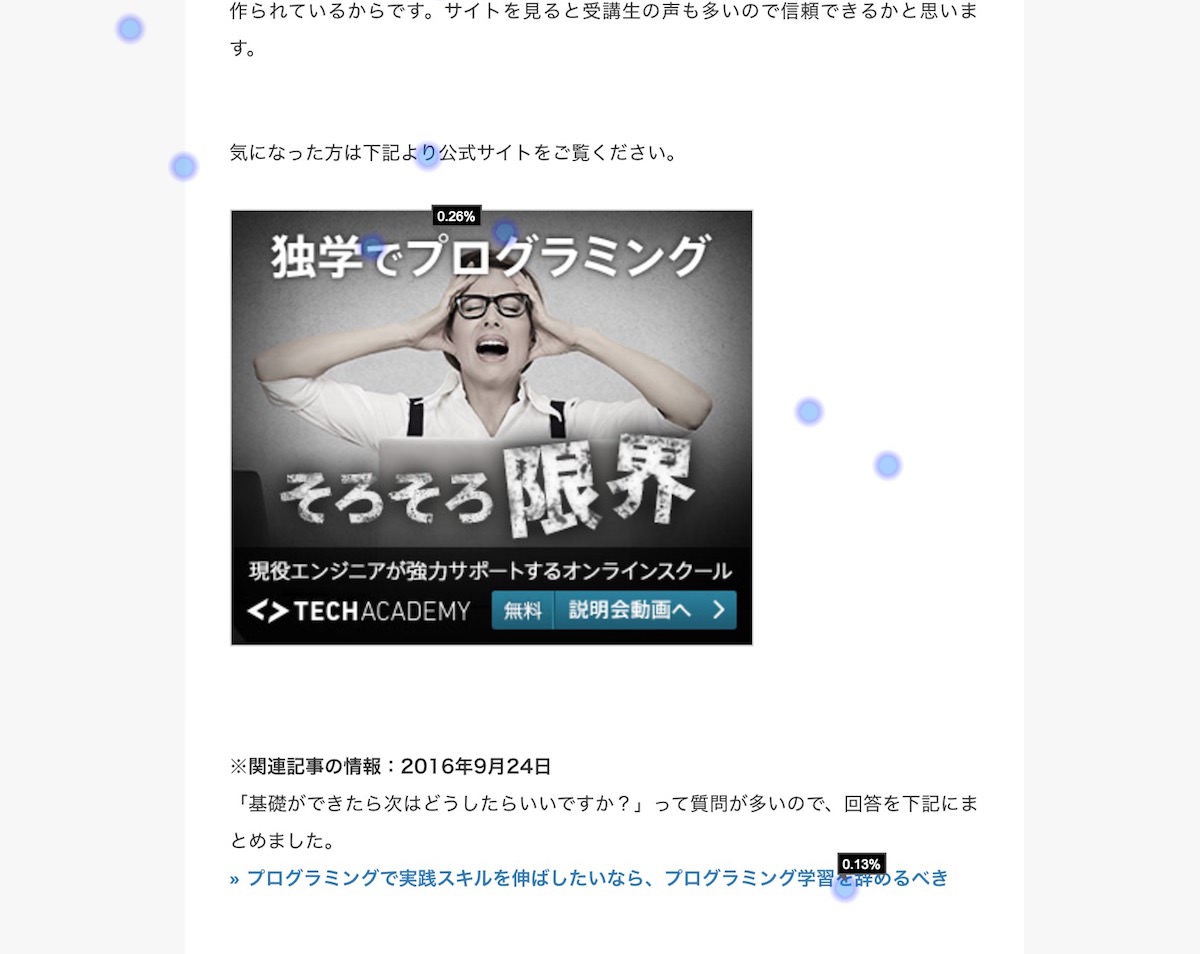 作られているからです。サイトを見ると受講生の声も多いので信頼できるかと思いま
す。
気になった方は下記より公式サイトをご覧ください。
0.26%
独学でプログラミング
そろそろ限界
現役エンジニアが強力サポートするオンラインスクール
<> TECHACADEMY 無料 説明会動画へ >
※関連記事の情報：2016年9月24日
「基礎ができたら次はどうしたらいいですか？」って質問が多いので、回答を下記にま
とめました。
0.13%
» プログラミングで実践スキルを伸ばしたいなら、プログラミング学習を辞めるべき